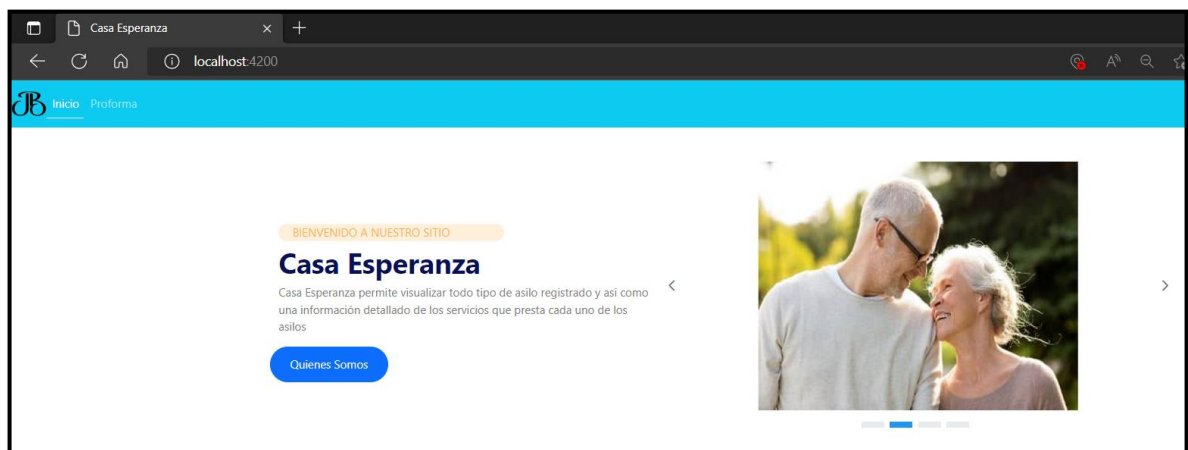 Casa Esperanza
localhost:4200
JB Inicio Proforma
BIENVENIDO A NUESTRO SITIO
Casa Esperanza
Casa Esperanza permite visualizar todo tipo de asilo registrado y asi como
una información detallado de los servicios que presta cada uno de los
asilos
Quienes Somos